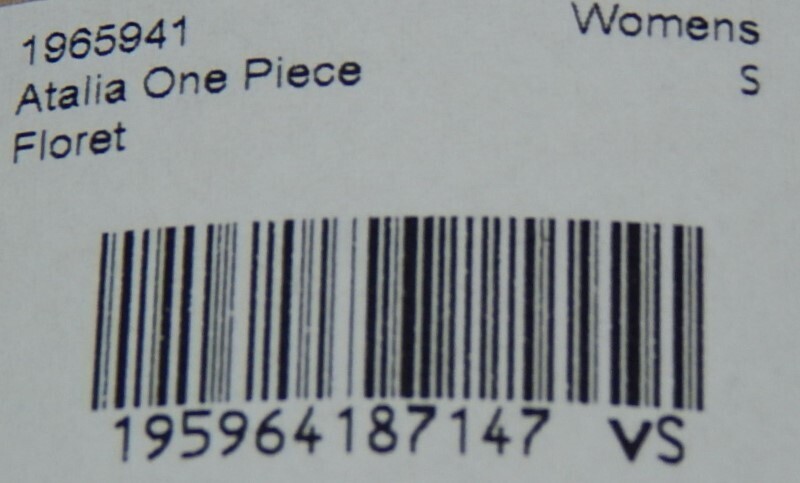 1965941
Womens
Atalia One Piece
S
Floret
195964187147 VS